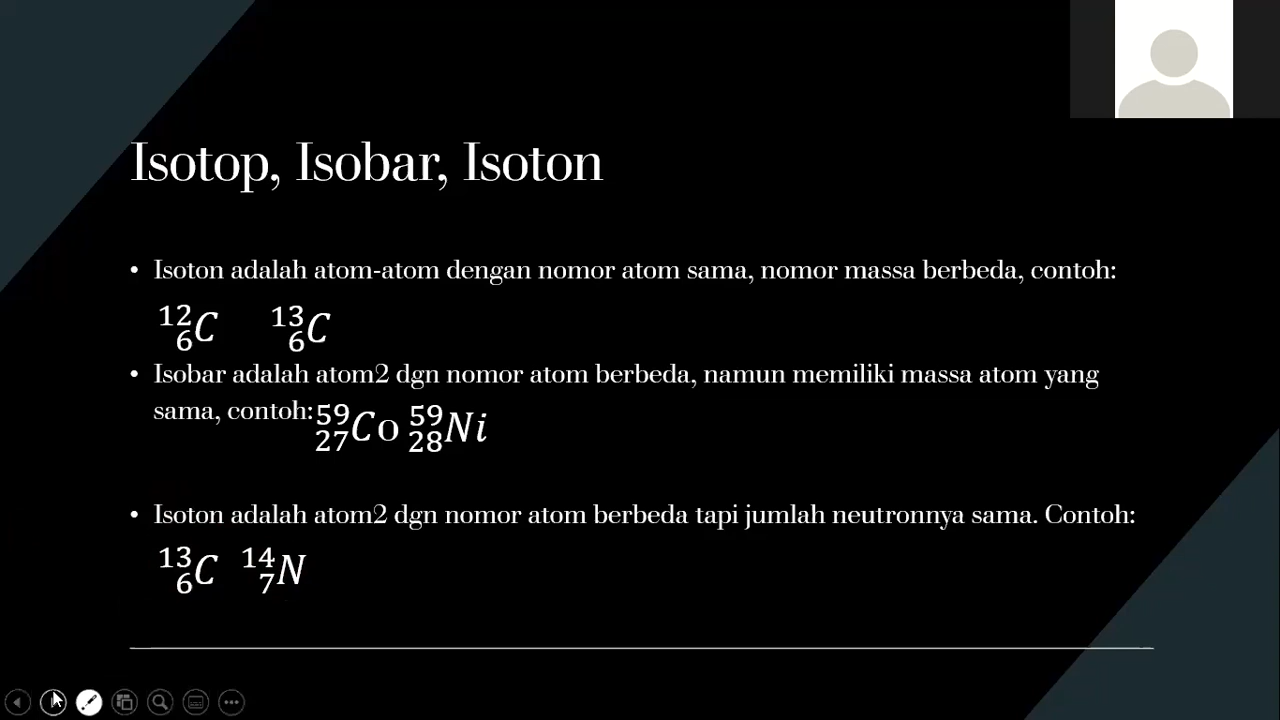 Isotop, Isobar, Isoton
• Isoton adalah atom-atom dengan nomor atom sama, nomor massa berbeda, contoh:
¹²₆C ¹³₆C
• Isobar adalah atom2 dgn nomor atom berbeda, namun memiliki massa atom yang
sama, contoh: ⁵⁹₂₇Co ⁵⁹₂₈Ni
• Isoton adalah atom2 dgn nomor atom berbeda tapi jumlah neutronnya sama. Contoh:
¹³₆C ¹⁴₇N